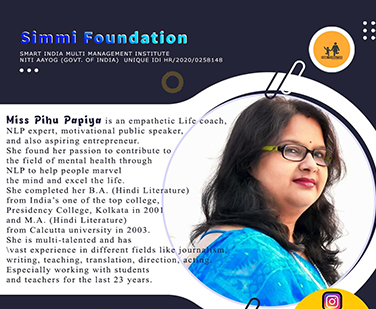 Simmi Foundation
SMART INDIA MULTI MANAGEMENT INSTITUTE
NITI AAYOG (GOVT. OF INDIA) UNIQUE IDI HR/2020/0258148
Miss Pihu Papiya is an empathetic Life coach,
NLP expert, motivational public speaker,
and also aspiring entrepreneur.
She found her passion to contribute to
the field of mental health through
NLP to help people marvel
the mind and excel the life.
She completed her B.A. (Hindi Literature)
from India's one of the top college,
Presidency College, Kolkata in 2001
and M.A. (Hindi Literature)
from Calcutta university in 2003.
She is multi-talented and has
vast experience in different fields like journalism,
writing, teaching, translation, direction, acting.
Especially working with students
and teachers for the last 23 years.